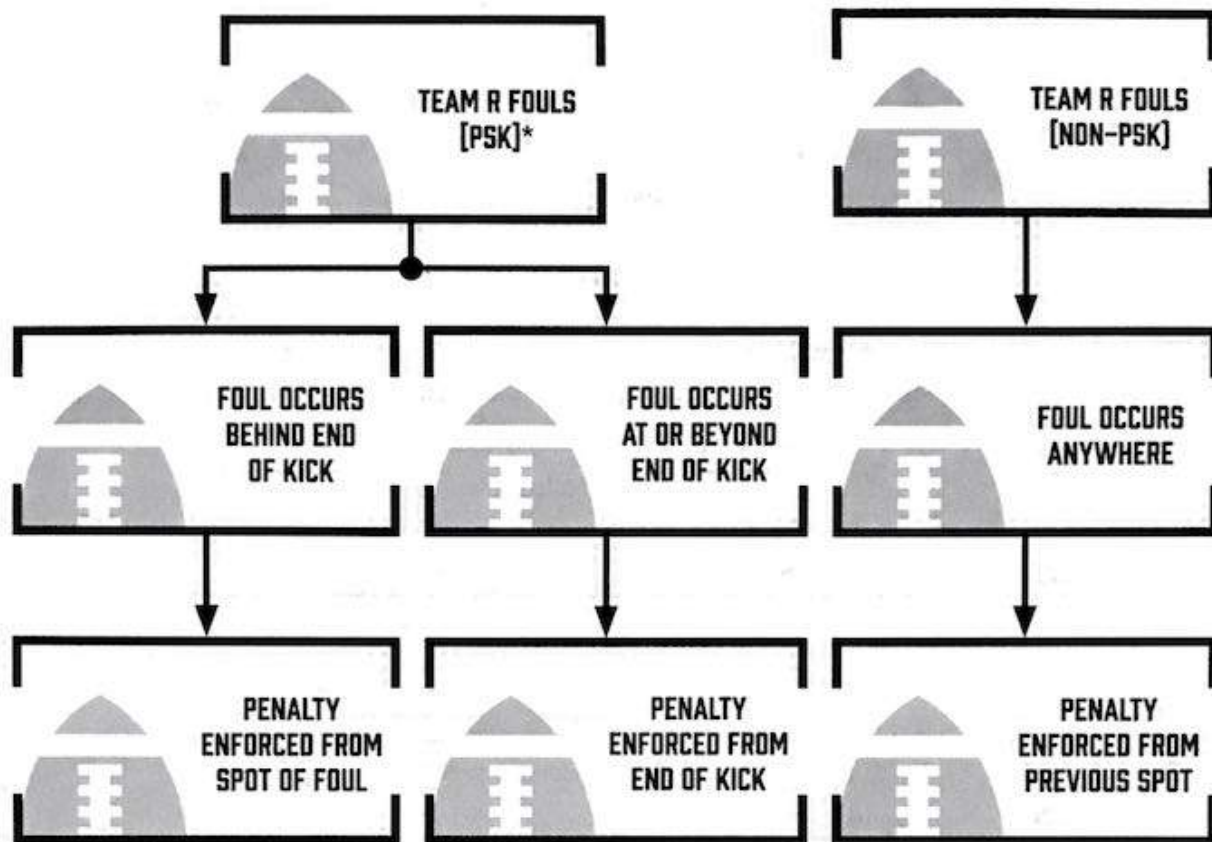 TEAM R FOULS
[PSK]*
TEAM R FOULS
[NON-PSK]
FOUL OCCURS
BEHIND END
OF KICK
FOUL OCCURS
AT OR BEYOND
END OF KICK
FOUL OCCURS
ANYWHERE
PENALTY
ENFORCED FROM
SPOT OF FOUL
PENALTY
ENFORCED FROM
END OF KICK
PENALTY
ENFORCED FROM
PREVIOUS SPOT